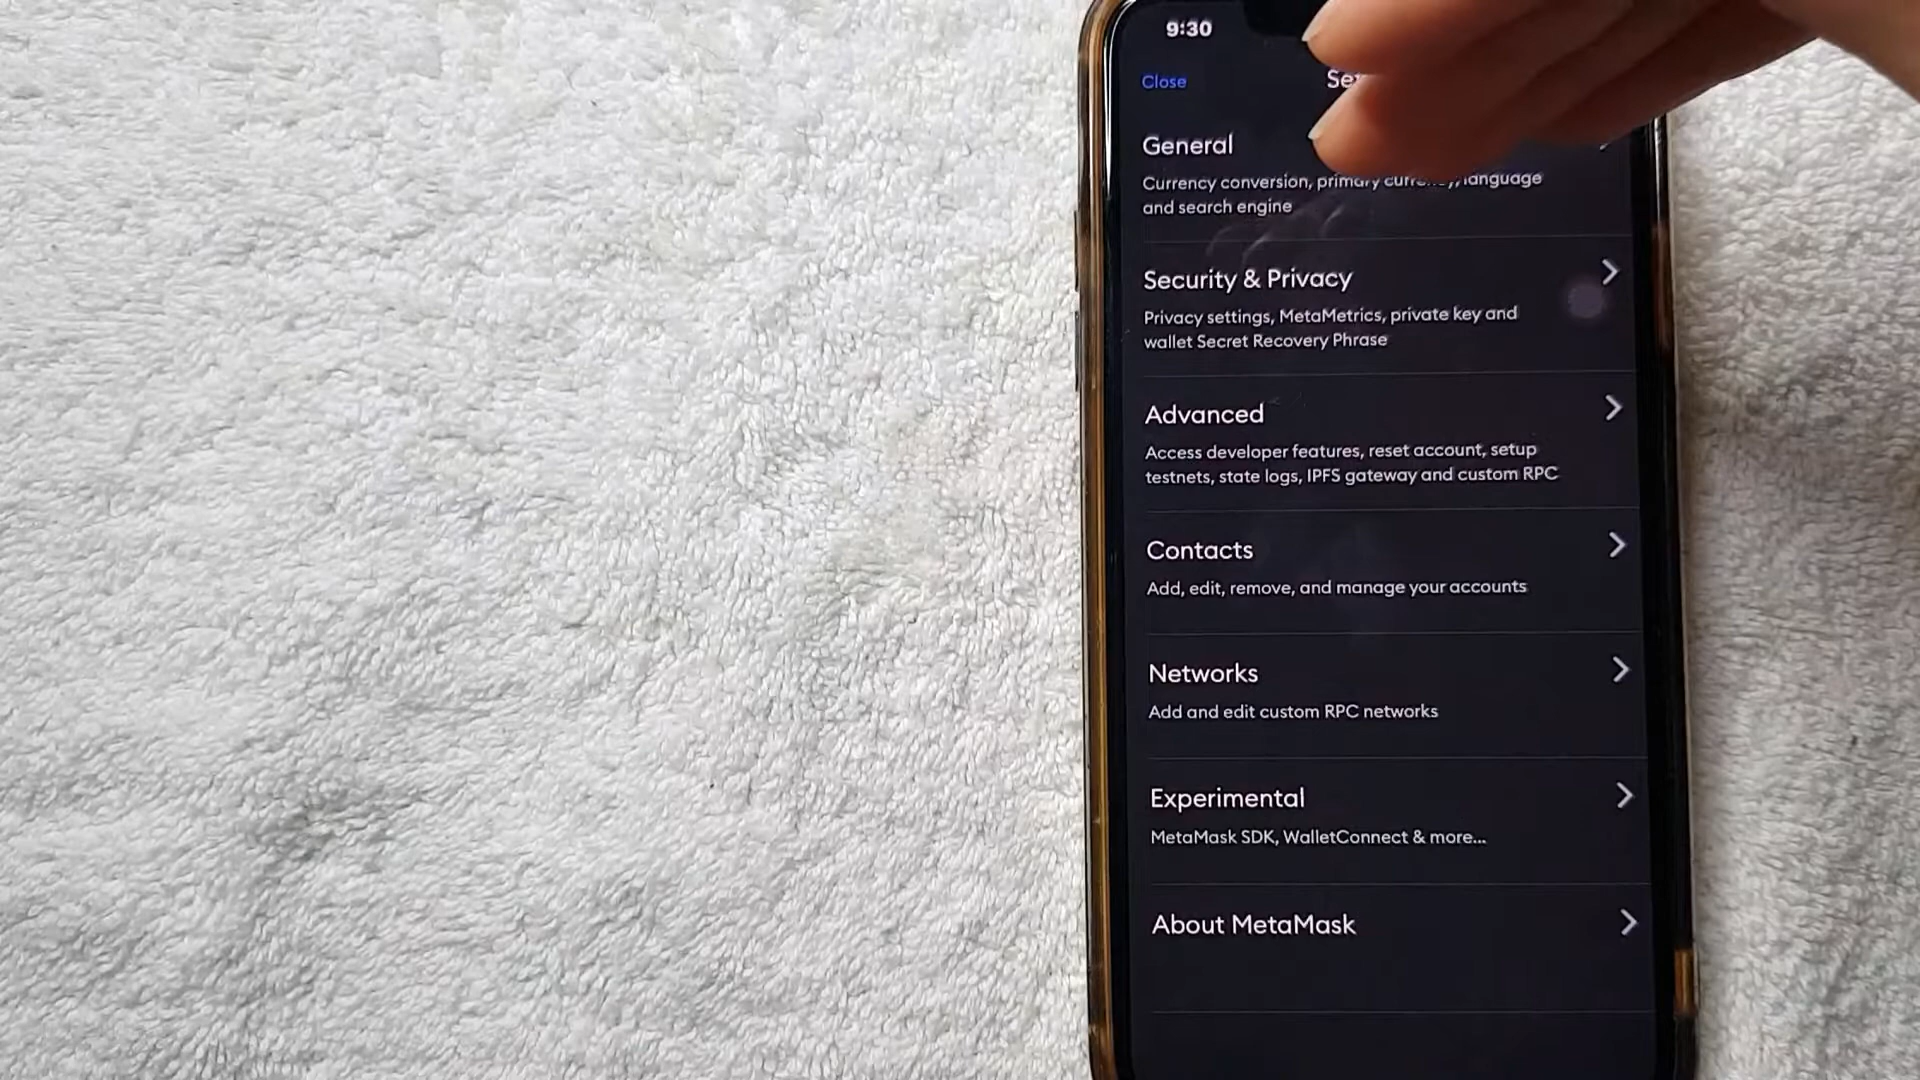 9:30
Close
General
Currency conversion, primary currency, language
and search engine
Security & Privacy
Privacy settings, MetaMetrics, private key and
wallet Secret Recovery Phrase
Advanced
Access developer features, reset account, setup
testnets, state logs, IPFS gateway and custom RPC
Contacts
Add, edit, remove, and manage your accounts
Networks
Add and edit custom RPC networks
Experimental
MetaMask SDK, WalletConnect & more...
About MetaMask